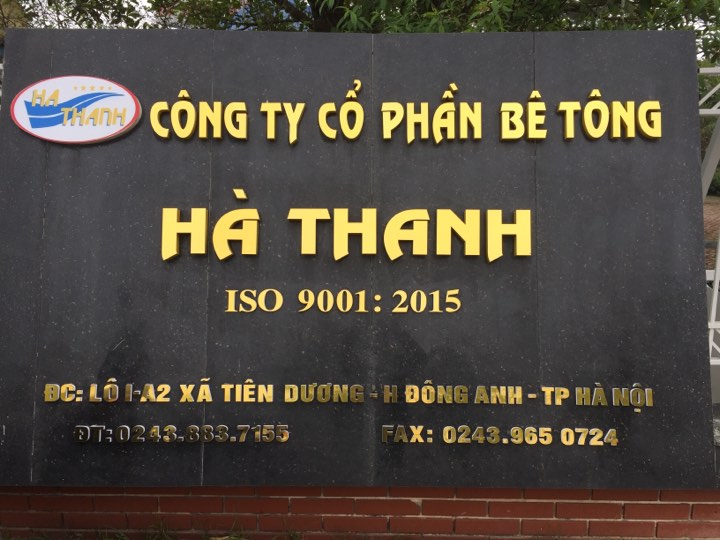 HA THANH
CÔNG TY CỔ PHẦN BÊ TÔNG
HÀ THANH
ISO 9001: 2015
ĐC: LÔ I-A2 XÃ TIÊN DƯƠNG - H ĐÔNG ANH - TP HÀ NỘI
ĐT: 0243.883.7155 FAX: 0243.965 0724